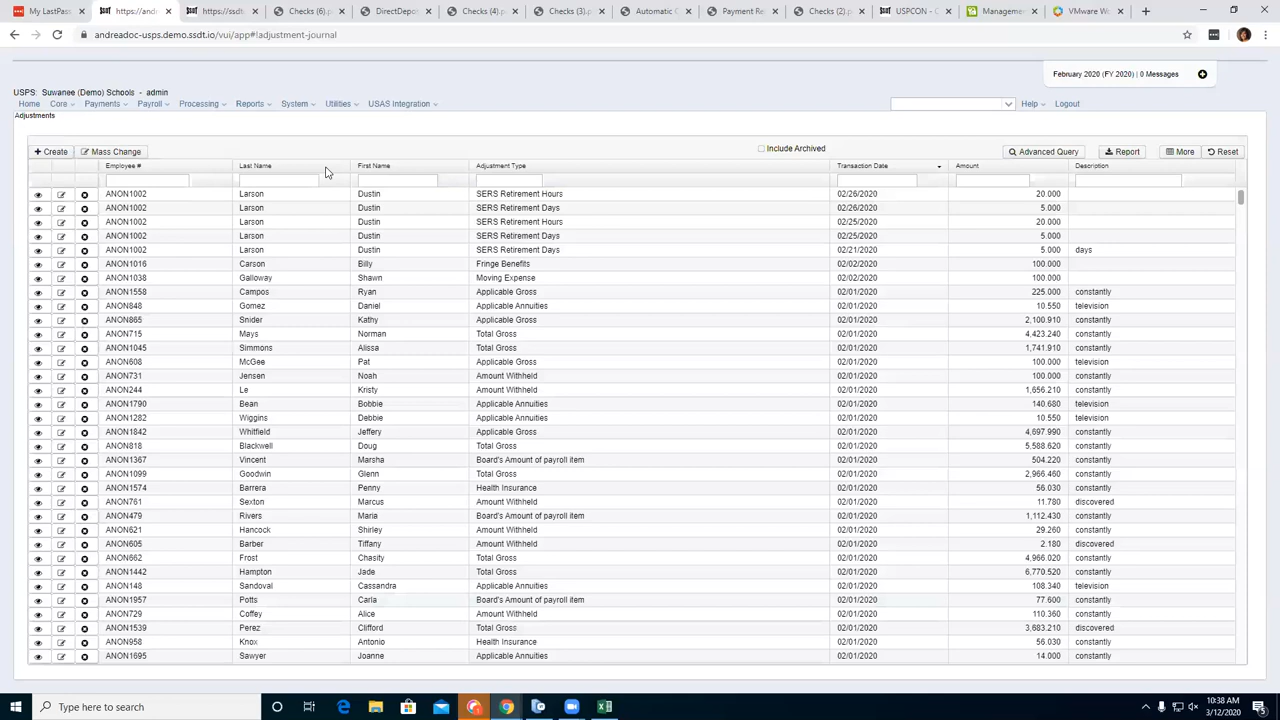 My LastPass
https://andr
https://ssdt
Checks (6).p
DirectDepos
Checks (4).p
Checks (3).p
Automatic C
Payment Re
Checks (2).p
USPCON - C
Managemen
VMware Wo
andreadoc-usps.demo.ssdt.io/vui/app#!adjustment-journal
February 2020 (FY 2020) | 0 Messages
USPS: Suwanee (Demo) Schools - admin
Home Core Payments Payroll Processing Reports System Utilities USAS Integration Help Logout
Adjustments
+ Create Mass Change Include Archived Advanced Query Report More Reset
Employee # Last Name First Name Adjustment Type Transaction Date Amount Description
ANON1002 Larson Dustin SERS Retirement Hours 02/26/2020 20.000
ANON1002 Larson Dustin SERS Retirement Days 02/26/2020 5.000
ANON1002 Larson Dustin SERS Retirement Hours 02/25/2020 20.000
ANON1002 Larson Dustin SERS Retirement Days 02/25/2020 5.000
ANON1002 Larson Dustin SERS Retirement Days 02/21/2020 5.000 days
ANON1016 Carson Billy Fringe Benefits 02/02/2020 100.000
ANON1038 Galloway Shawn Moving Expense 02/02/2020 100.000
ANON1558 Campos Ryan Applicable Gross 02/01/2020 225.000 constantly
ANON848 Gomez Daniel Applicable Annuities 02/01/2020 10.550 television
ANON865 Snider Kathy Applicable Gross 02/01/2020 2,100.910 constantly
ANON715 Mays Norman Total Gross 02/01/2020 4,423.240 constantly
ANON1045 Simmons Alissa Total Gross 02/01/2020 1,741.910 constantly
ANON608 McGee Pat Applicable Gross 02/01/2020 100.000 television
ANON731 Jensen Noah Amount Withheld 02/01/2020 100.000 constantly
ANON244 Le Kristy Amount Withheld 02/01/2020 1,656.210 constantly
ANON1790 Bean Bobbie Applicable Annuities 02/01/2020 140.680 television
ANON1282 Wiggins Debbie Applicable Annuities 02/01/2020 10.550 television
ANON1842 Whitfield Jeffery Applicable Gross 02/01/2020 4,697.990 constantly
ANON818 Blackwell Doug Total Gross 02/01/2020 5,588.620 constantly
ANON1367 Vincent Marsha Board's Amount of payroll item 02/01/2020 504.220 constantly
ANON1099 Goodwin Glenn Total Gross 02/01/2020 2,966.460 constantly
ANON1574 Barrera Penny Health Insurance 02/01/2020 56.030 constantly
ANON761 Sexton Marcus Amount Withheld 02/01/2020 11.780 discovered
ANON479 Rivers Maria Board's Amount of payroll item 02/01/2020 1,112.430 constantly
ANON621 Hancock Shirley Amount Withheld 02/01/2020 29.260 constantly
ANON605 Barber Tiffany Amount Withheld 02/01/2020 2.180 discovered
ANON662 Frost Chasity Total Gross 02/01/2020 4,966.020 constantly
ANON1442 Hampton Jade Total Gross 02/01/2020 6,770.520 constantly
ANON148 Sandoval Cassandra Applicable Annuities 02/01/2020 108.340 television
ANON1957 Potts Carla Board's Amount of payroll item 02/01/2020 77.600 constantly
ANON729 Coffey Alice Amount Withheld 02/01/2020 110.360 constantly
ANON1539 Perez Clifford Total Gross 02/01/2020 3,683.210 discovered
ANON958 Knox Antonio Health Insurance 02/01/2020 56.030 constantly
ANON1695 Sawyer Joanne Applicable Annuities 02/01/2020 14.000 constantly
Type here to search
10:38 AM
3/12/2020